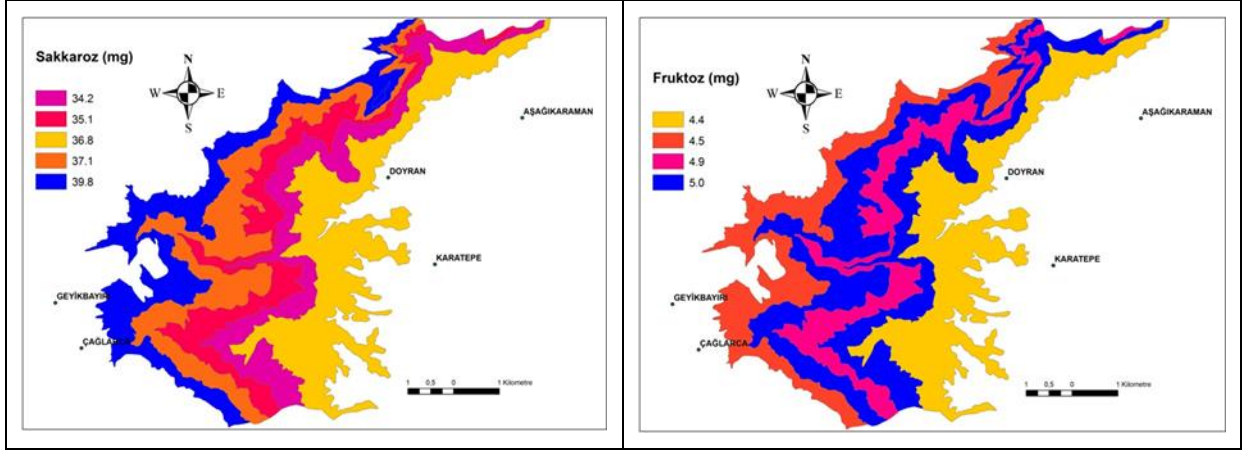 Sakkaroz (mg)
34.2
35.1
36.8
37.1
39.8
N
W
E
S
AŞAĞIKARAMAN
DOYRAN
KARATEPE
GEYİKBAYIRI
ÇAĞLARCA
1 0,5 0 1 Kilometre
Fruktoz (mg)
4.4
4.5
4.9
5.0
N
W
E
S
AŞAĞIKARAMAN
DOYRAN
KARATEPE
GEYİKBAYIRI
ÇAĞLARCA
1 0,5 0 1 Kilometre